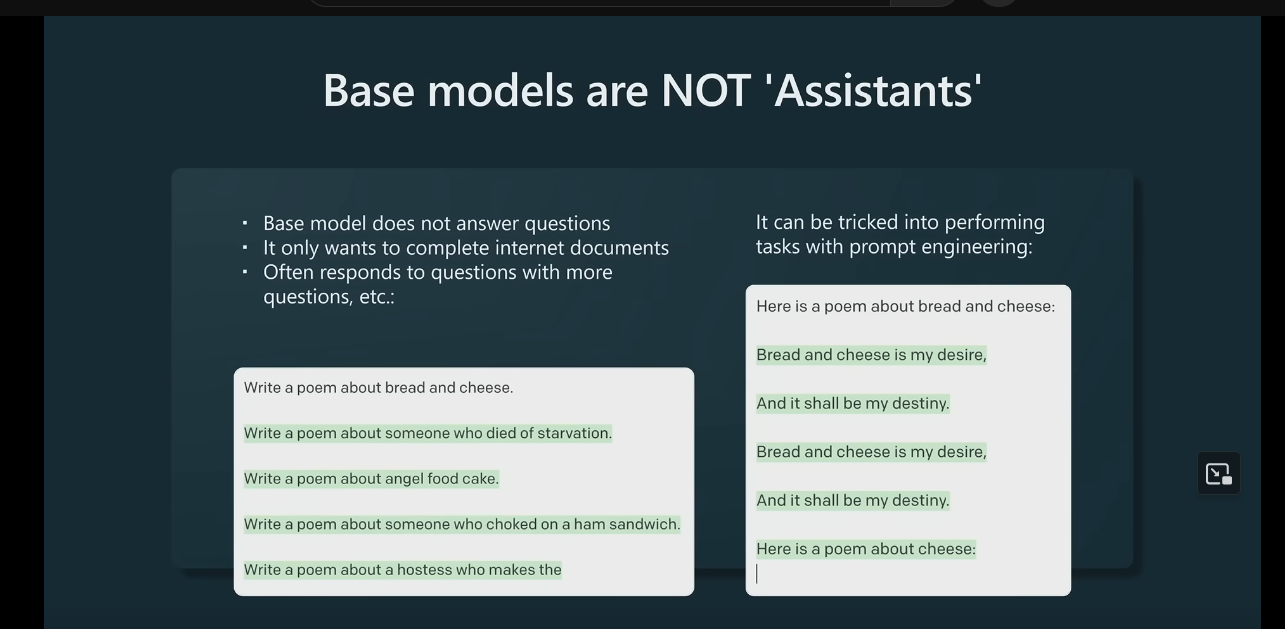 Base models are NOT 'Assistants'
▪ Base model does not answer questions
▪ It only wants to complete internet documents
▪ Often responds to questions with more
questions, etc.:
Write a poem about bread and cheese.
Write a poem about someone who died of starvation.
Write a poem about angel food cake.
Write a poem about someone who choked on a ham sandwich.
Write a poem about a hostess who makes the
It can be tricked into performing
tasks with prompt engineering:
Here is a poem about bread and cheese:
Bread and cheese is my desire,
And it shall be my destiny.
Bread and cheese is my desire,
And it shall be my destiny.
Here is a poem about cheese: